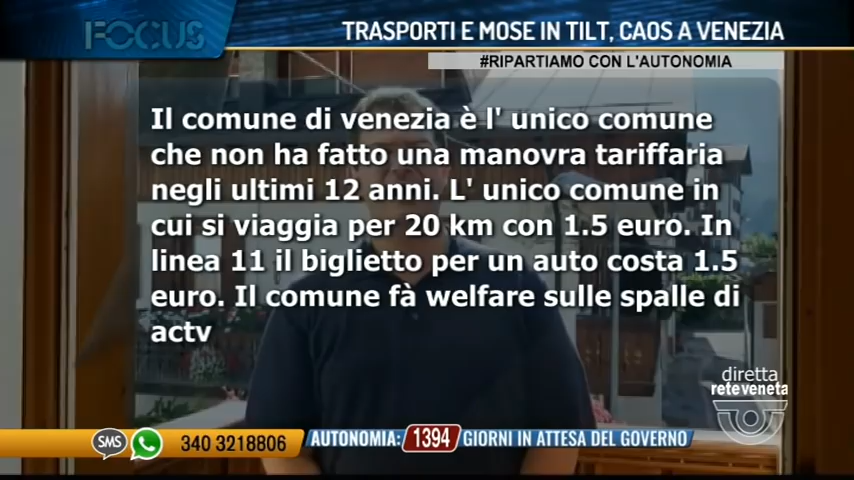 FOCUS
TRASPORTI E MOSE IN TILT, CAOS A VENEZIA
#RIPARTIAMO CON L'AUTONOMIA
Il comune di venezia è l' unico comune
che non ha fatto una manovra tariffaria
negli ultimi 12 anni. L' unico comune in
cui si viaggia per 20 km con 1.5 euro. In
linea 11 il biglietto per un auto costa 1.5
euro. Il comune fà welfare sulle spalle di
actv
diretta
reteveneta
SMS 340 3218806 AUTONOMIA: 1394 GIORNI IN ATTESA DEL GOVERNO